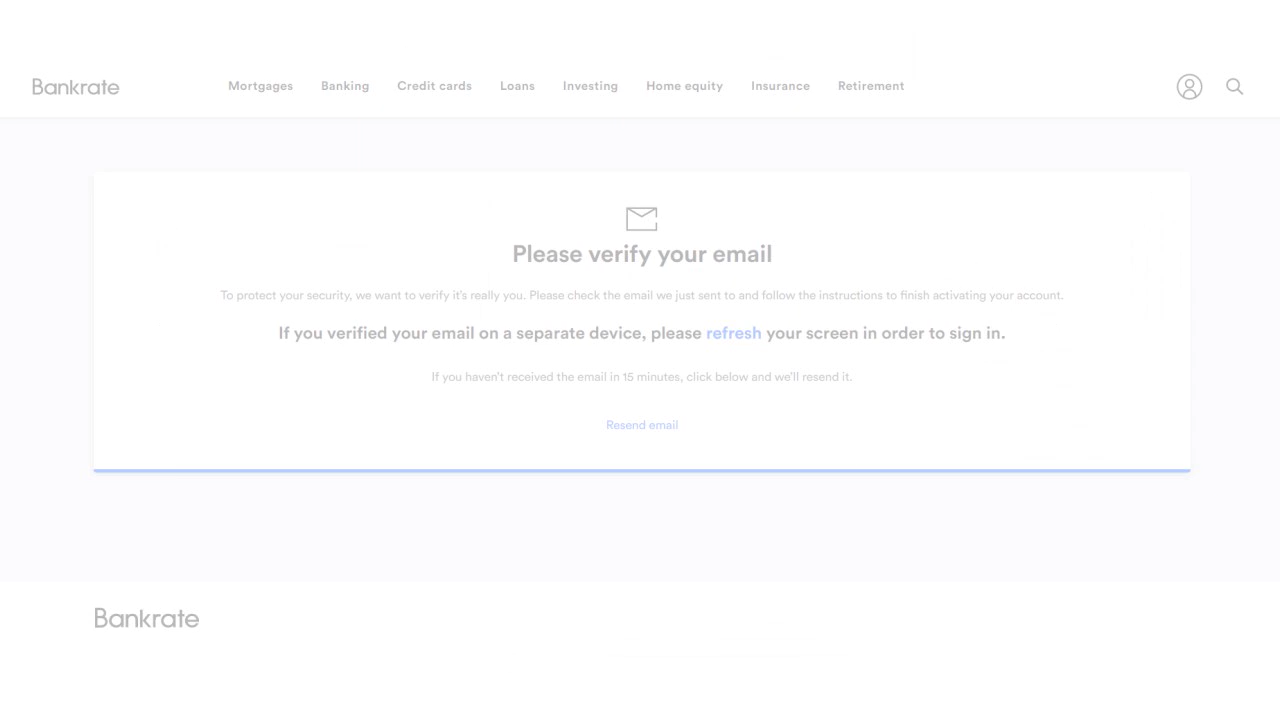 Bankrate Mortgages Banking Credit cards Loans Investing Home equity Insurance Retirement
Please verify your email
To protect your security, we want to verify it's really you. Please check the email we just sent to and follow the instructions to finish activating your account.
If you verified your email on a separate device, please refresh your screen in order to sign in.
If you haven't received the email in 15 minutes, click below and we'll resend it.
Resend email
Bankrate